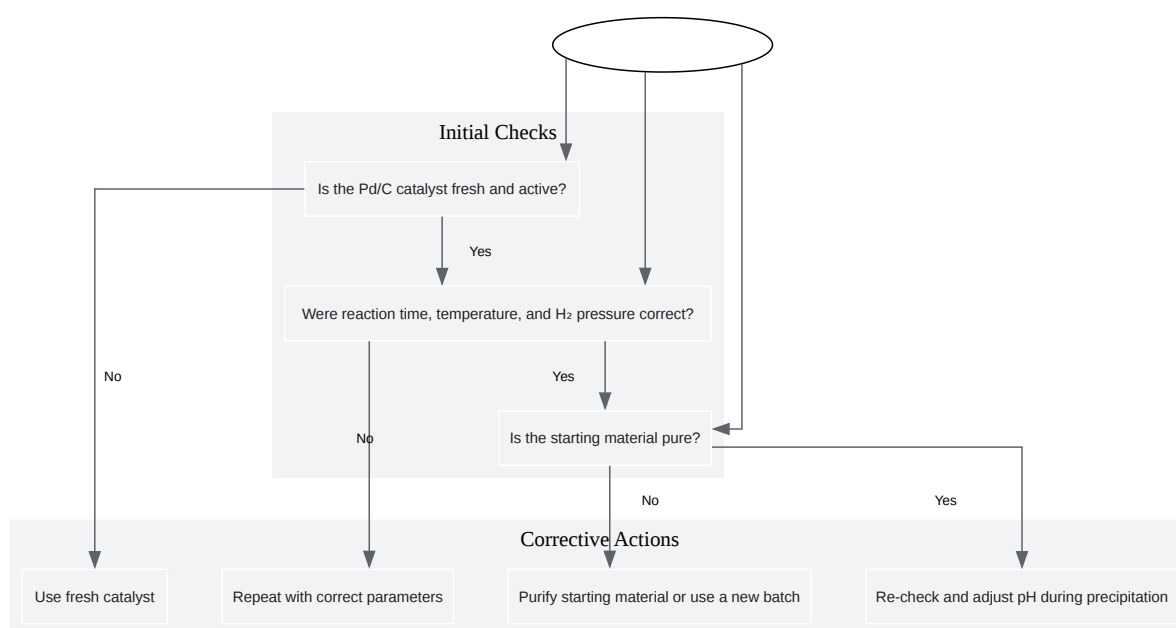 Initial Checks
Is the Pd/C catalyst fresh and active?
Yes
Were reaction time, temperature, and H₂ pressure correct?
No
Yes
No
Is the starting material pure?
No
Yes
Corrective Actions
Use fresh catalyst
Repeat with correct parameters
Purify starting material or use a new batch
Re-check and adjust pH during precipitation